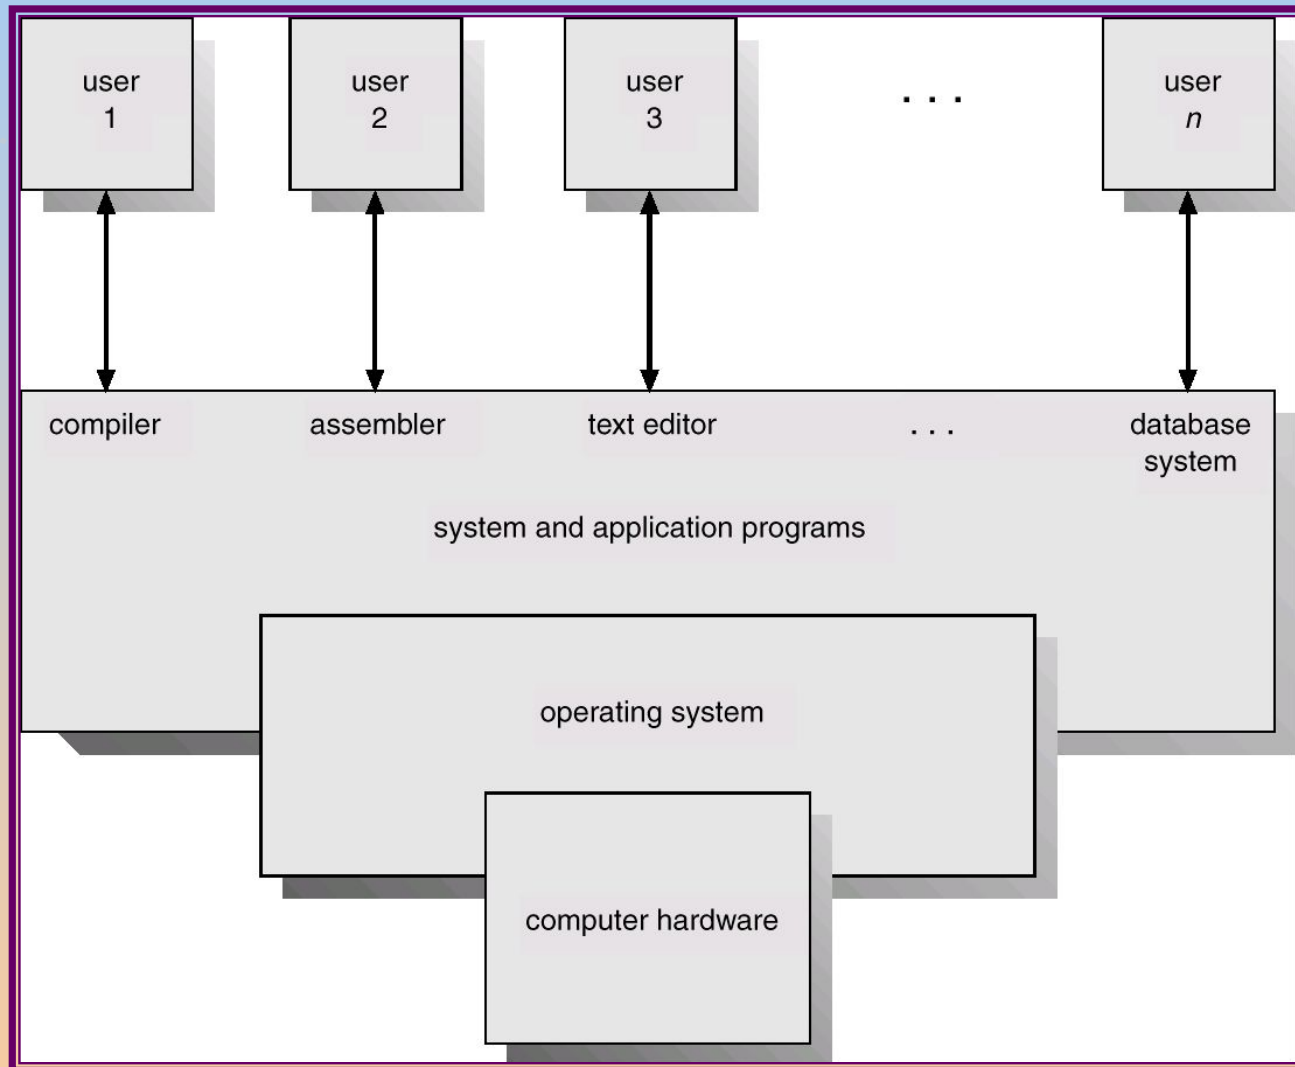 user
1
user
2
user
3
. . .
user
n
compiler
assembler
text editor
. . .
database
system
system and application programs
operating system
computer hardware